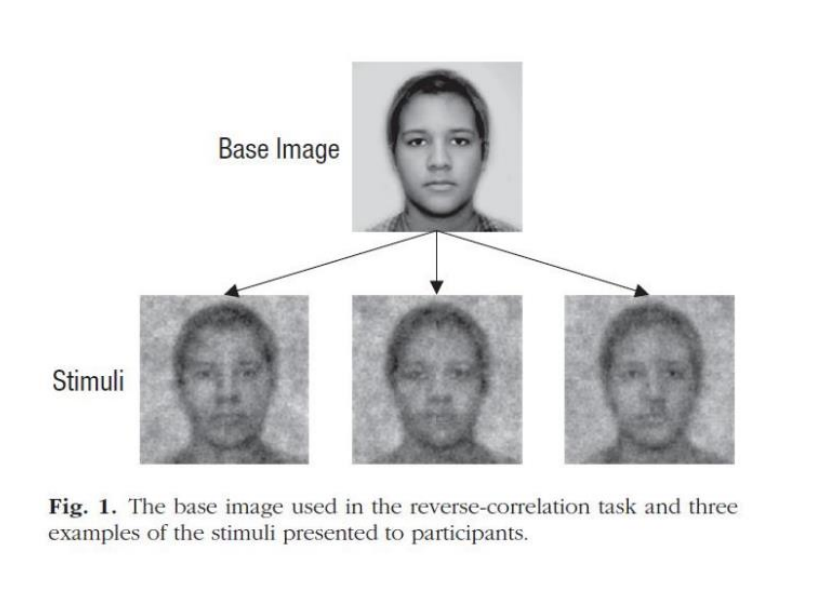 Base Image
Stimuli
Fig. 1. The base image used in the reverse-correlation task and three
examples of the stimuli presented to participants.